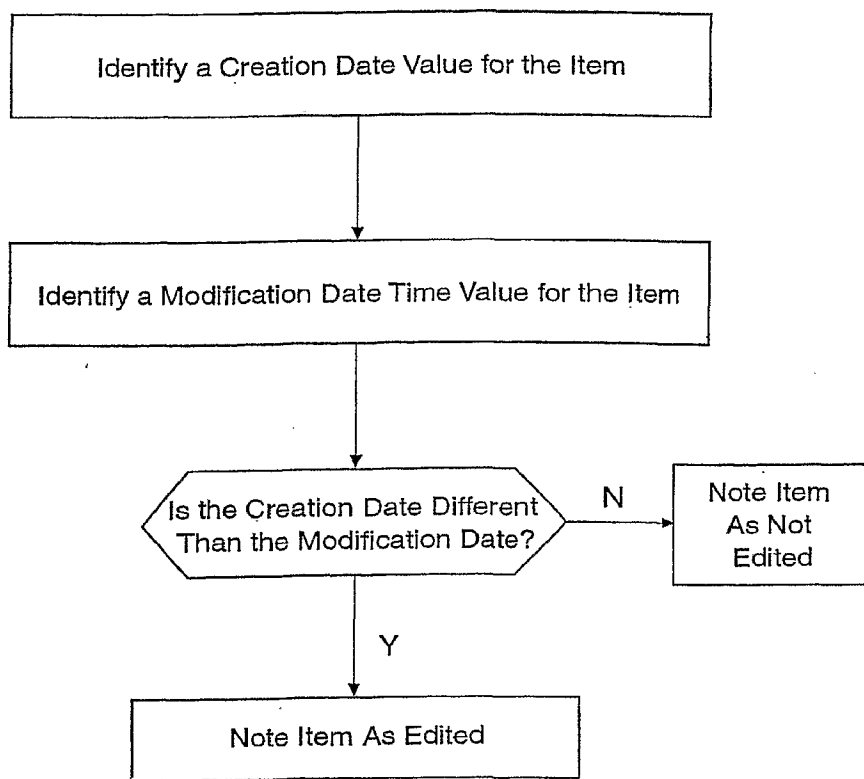 Identify a Creation Date Value for the Item
Identify a Modification Date Time Value for the Item
Is the Creation Date Different
Than the Modification Date?
N
Note Item
As Not
Edited
Y
Note Item As Edited